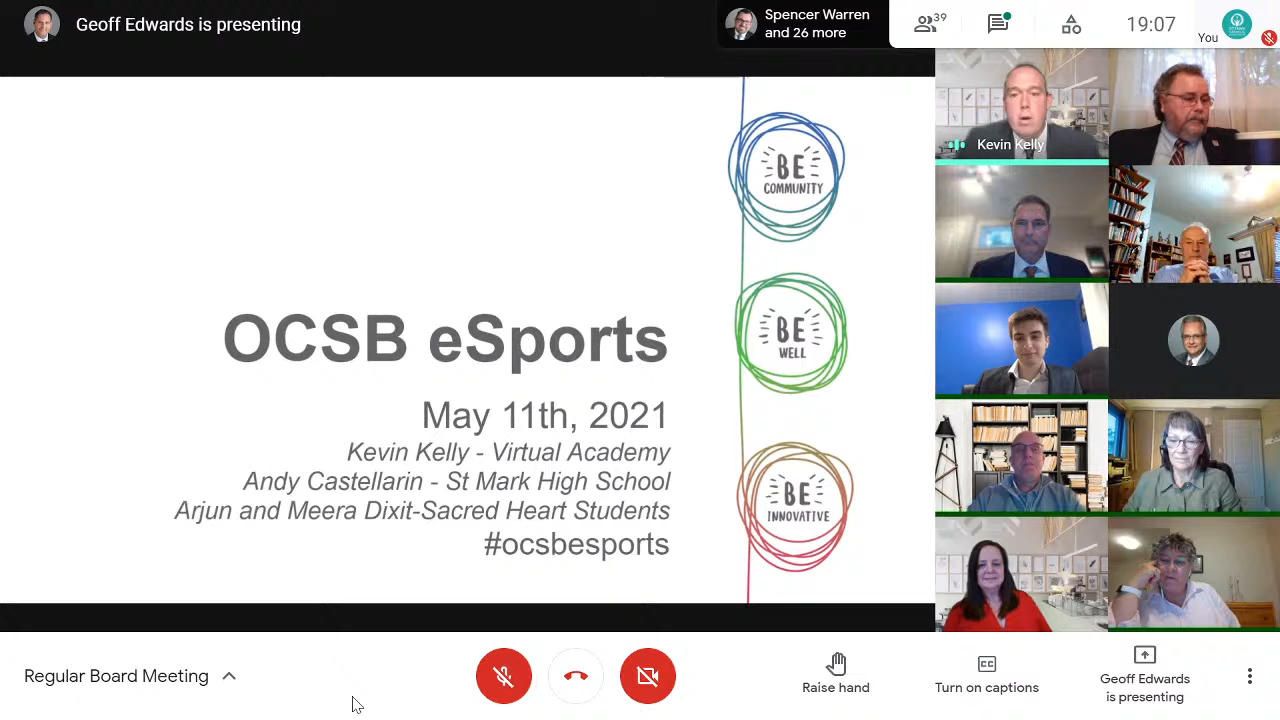 Geoff Edwards is presenting
Spencer Warren
and 26 more
39
19:07
You
Kevin Kelly
BE
COMMUNITY
BE
WELL
BE
INNOVATIVE
OCSB eSports
May 11th, 2021
Kevin Kelly - Virtual Academy
Andy Castellarin - St Mark High School
Arjun and Meera Dixit-Sacred Heart Students
#ocsbesports
Regular Board Meeting
Raise hand
CC
Turn on captions
Geoff Edwards
is presenting